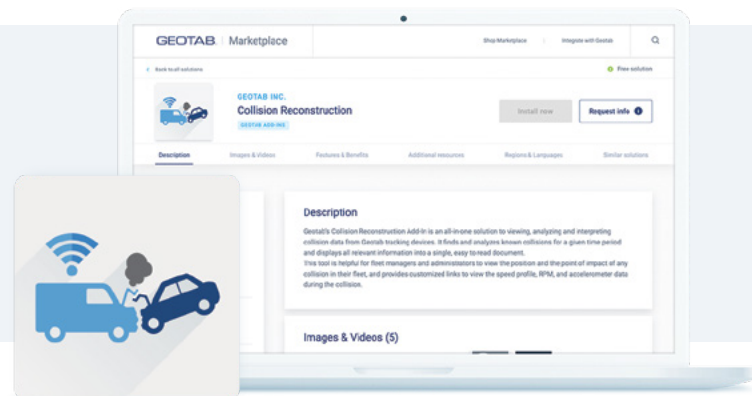 GEOTAB. Marketplace
Shop Marketplace
Integrate with Geotab
Back to all solutions
Free solution
GEOTAB INC.
Collision Reconstruction
GEOTAB ADD-INS
Install now
Request info
Description
Images & Videos
Features & Benefits
Additional resources
Regions & Languages
Similar solutions
Description
Geotab's Collision Reconstruction Add-In is an all-in-one solution to viewing, analyzing and interpreting
collision data from Geotab tracking devices. It finds and analyzes known collisions for a given time period
and displays all relevant information into a single, easy to read document.
This tool is helpful for fleet managers and administrators to view the position and the point of impact of any
collision in their fleet, and provides customized links to view the speed profile, RPM, and accelerometer data
during the collision.
Images & Videos (5)